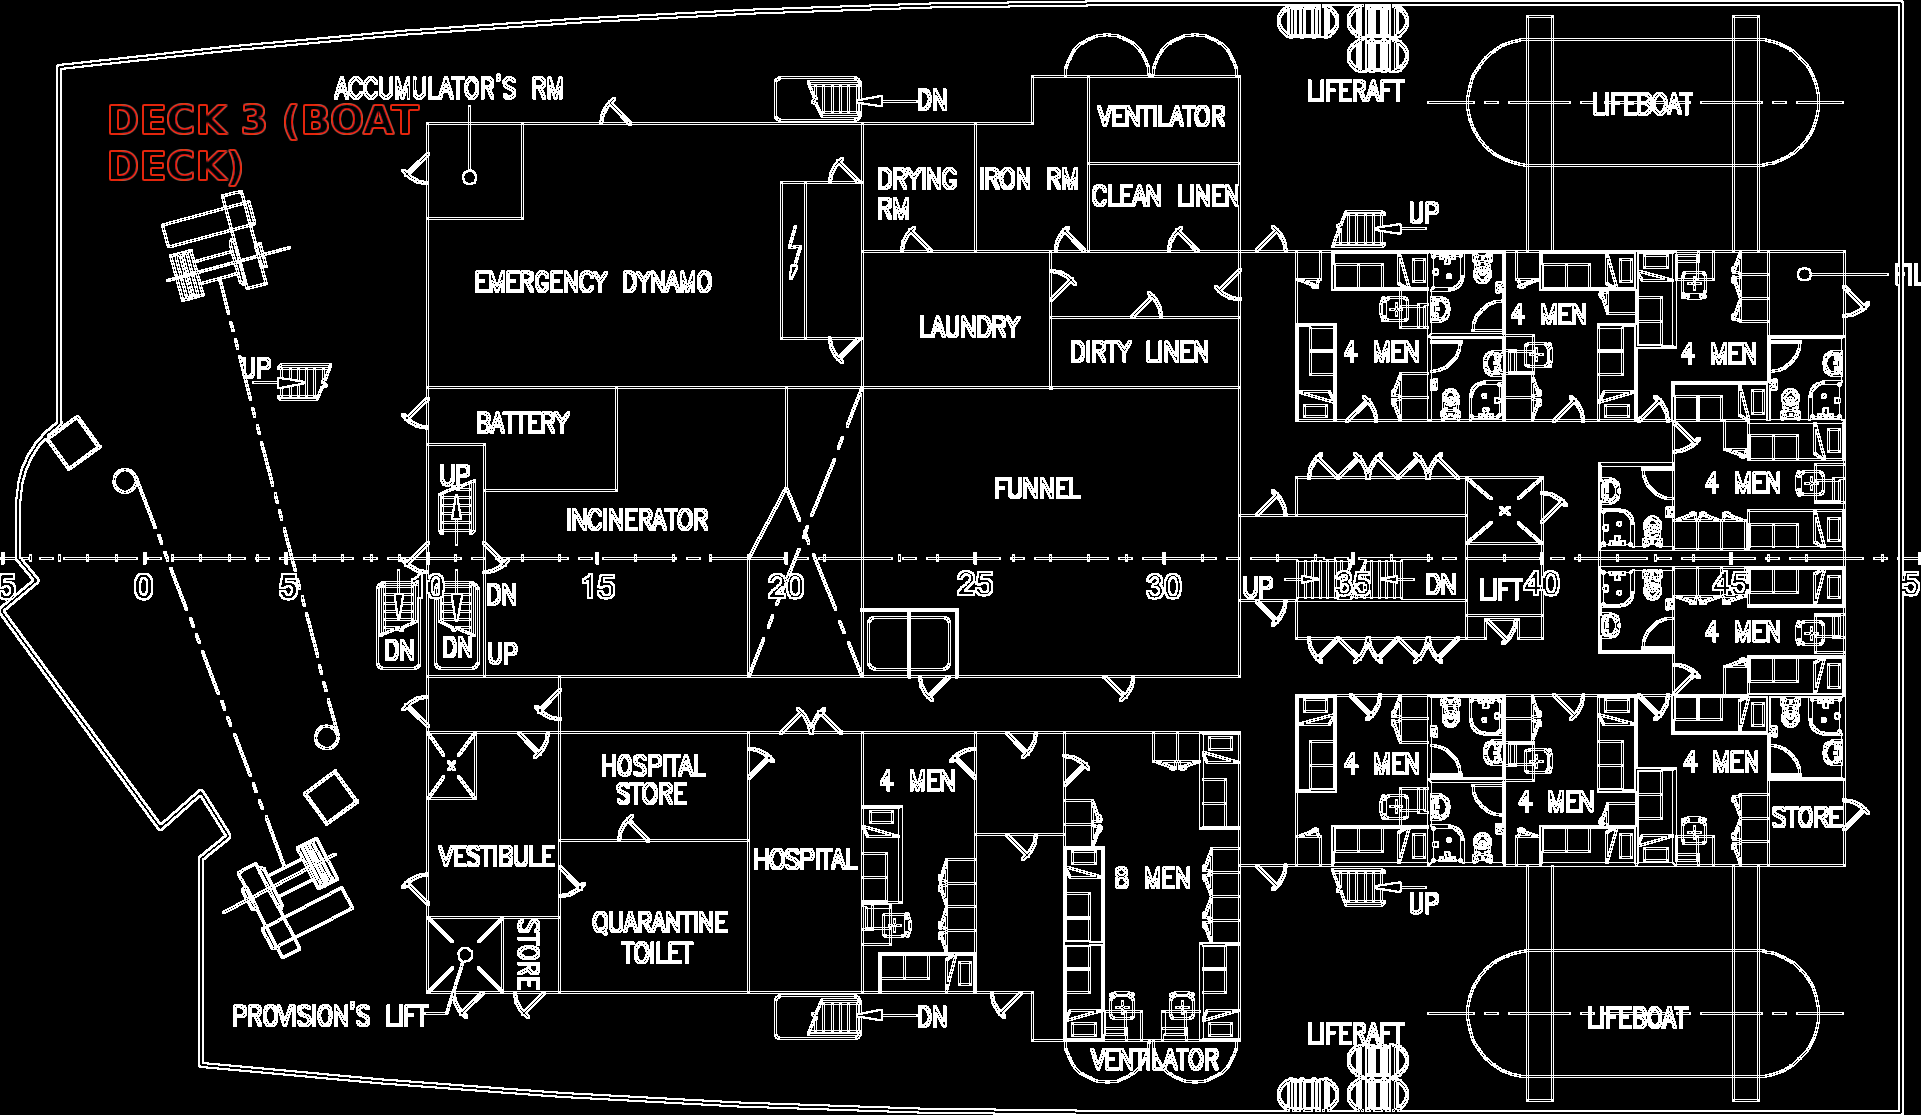 ACCUMULATOR'S RM
DECK 3 (BOAT
DECK)
DN
VENTILATOR
LIFERAFT
LIFEBOAT
DRYING
RM
IRON RM
CLEAN LINEN
UP
EMERGENCY DYNAMO
LAUNDRY
DIRTY LINEN
4 MEN
4 MEN
4 MEN
UP
BATTERY
UP
INCINERATOR
FUNNEL
4 MEN
5
0
5
10
15
20
25
30
35
40
45
5
DN
UP
DN
LIFT
DN
DN
UP
4 MEN
HOSPITAL
STORE
4 MEN
4 MEN
4 MEN
4 MEN
STORE
VESTIBULE
HOSPITAL
8 MEN
QUARANTINE
TOILET
STORE
UP
PROVISION'S LIFT
DN
LIFERAFT
LIFEBOAT
VENTILATOR